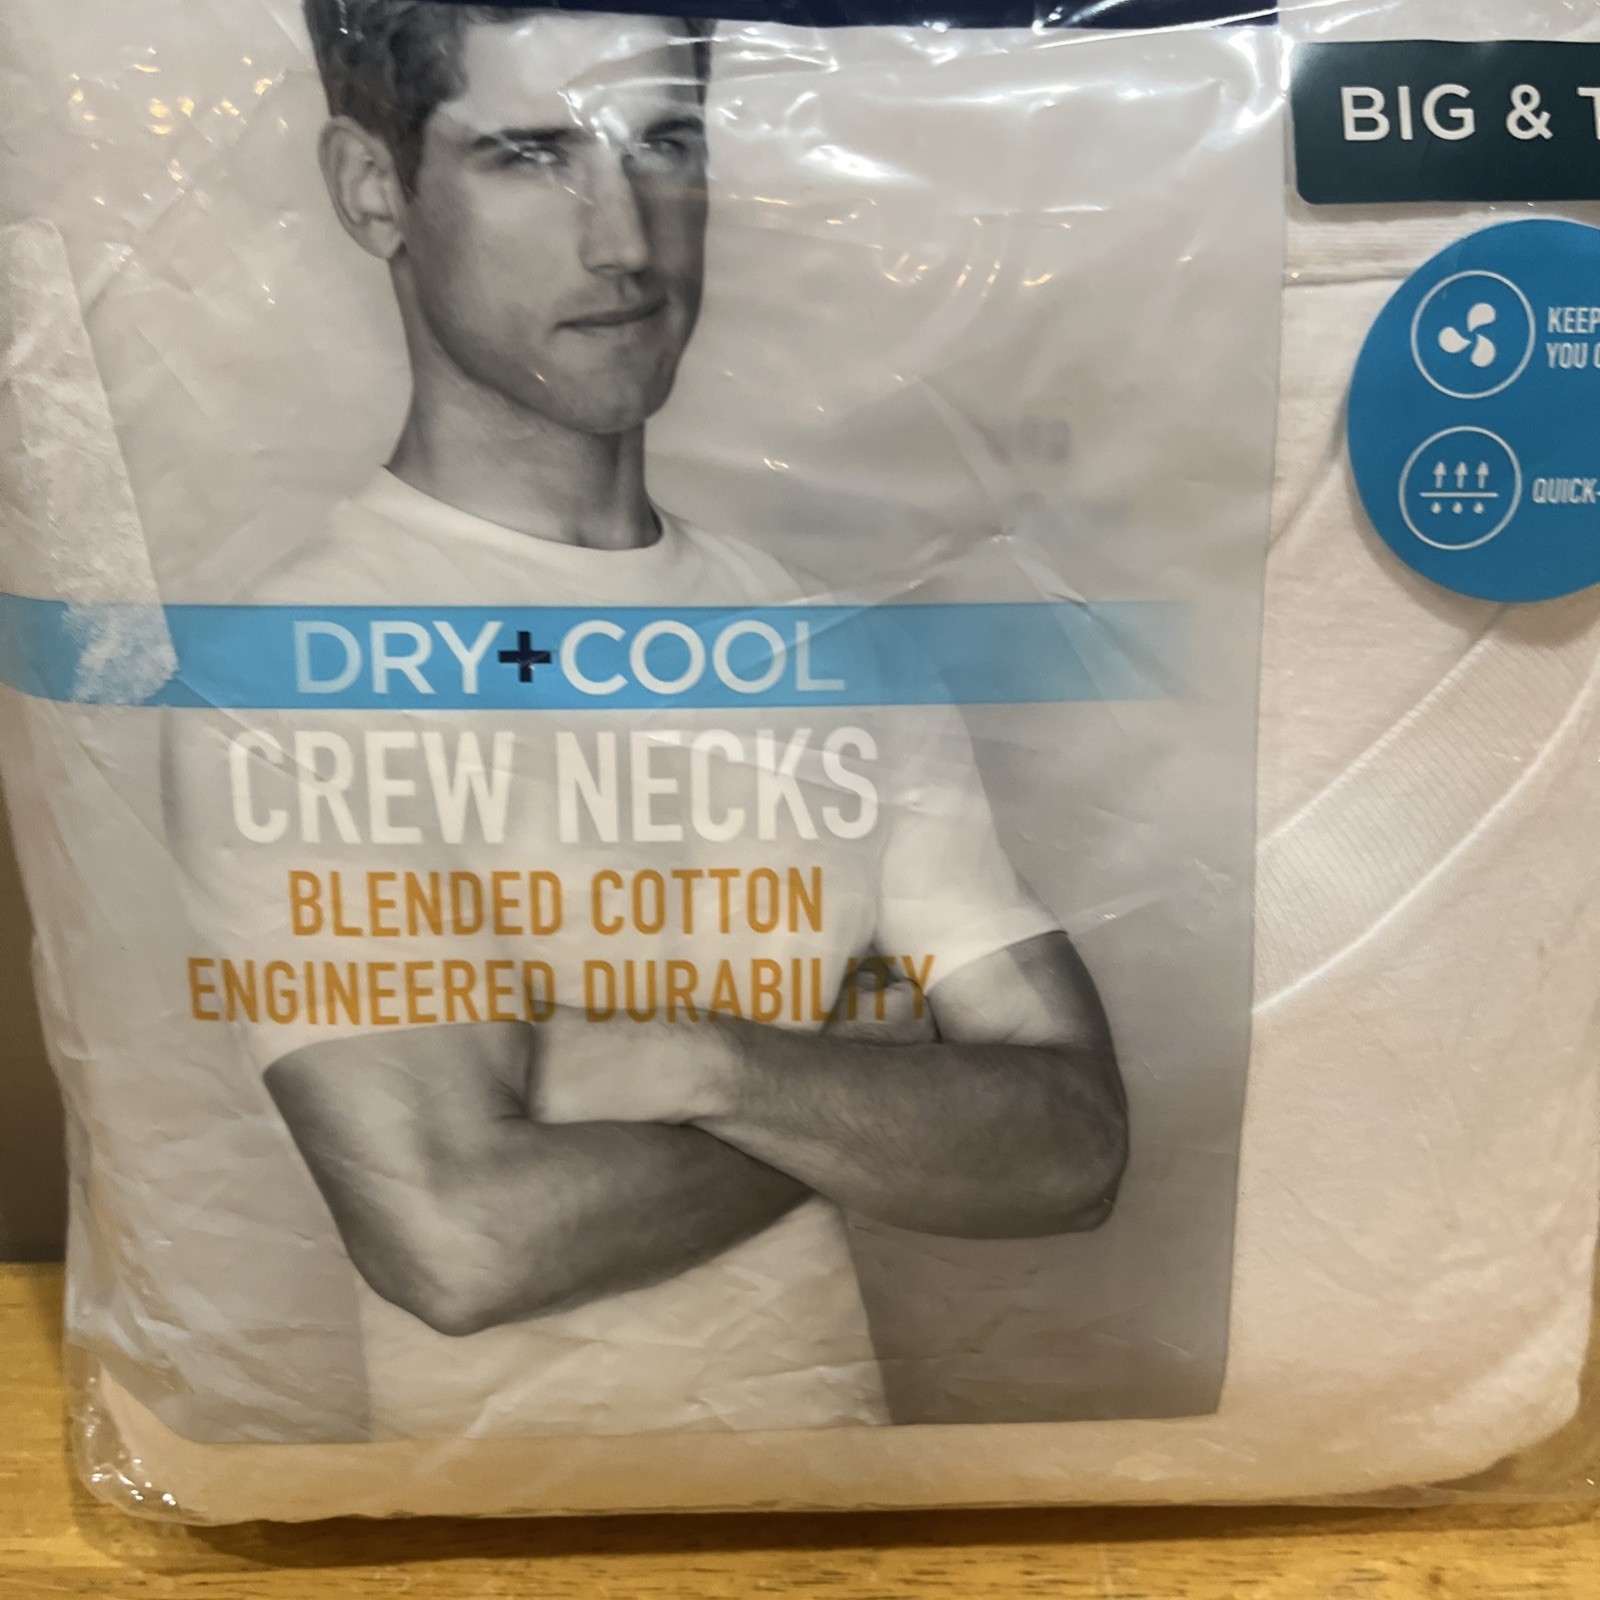 BIG & T
KEEP
YOU
QUICK-
DRY+COOL
CREW NECKS
BLENDED COTTON
ENGINEERED DURABILITY